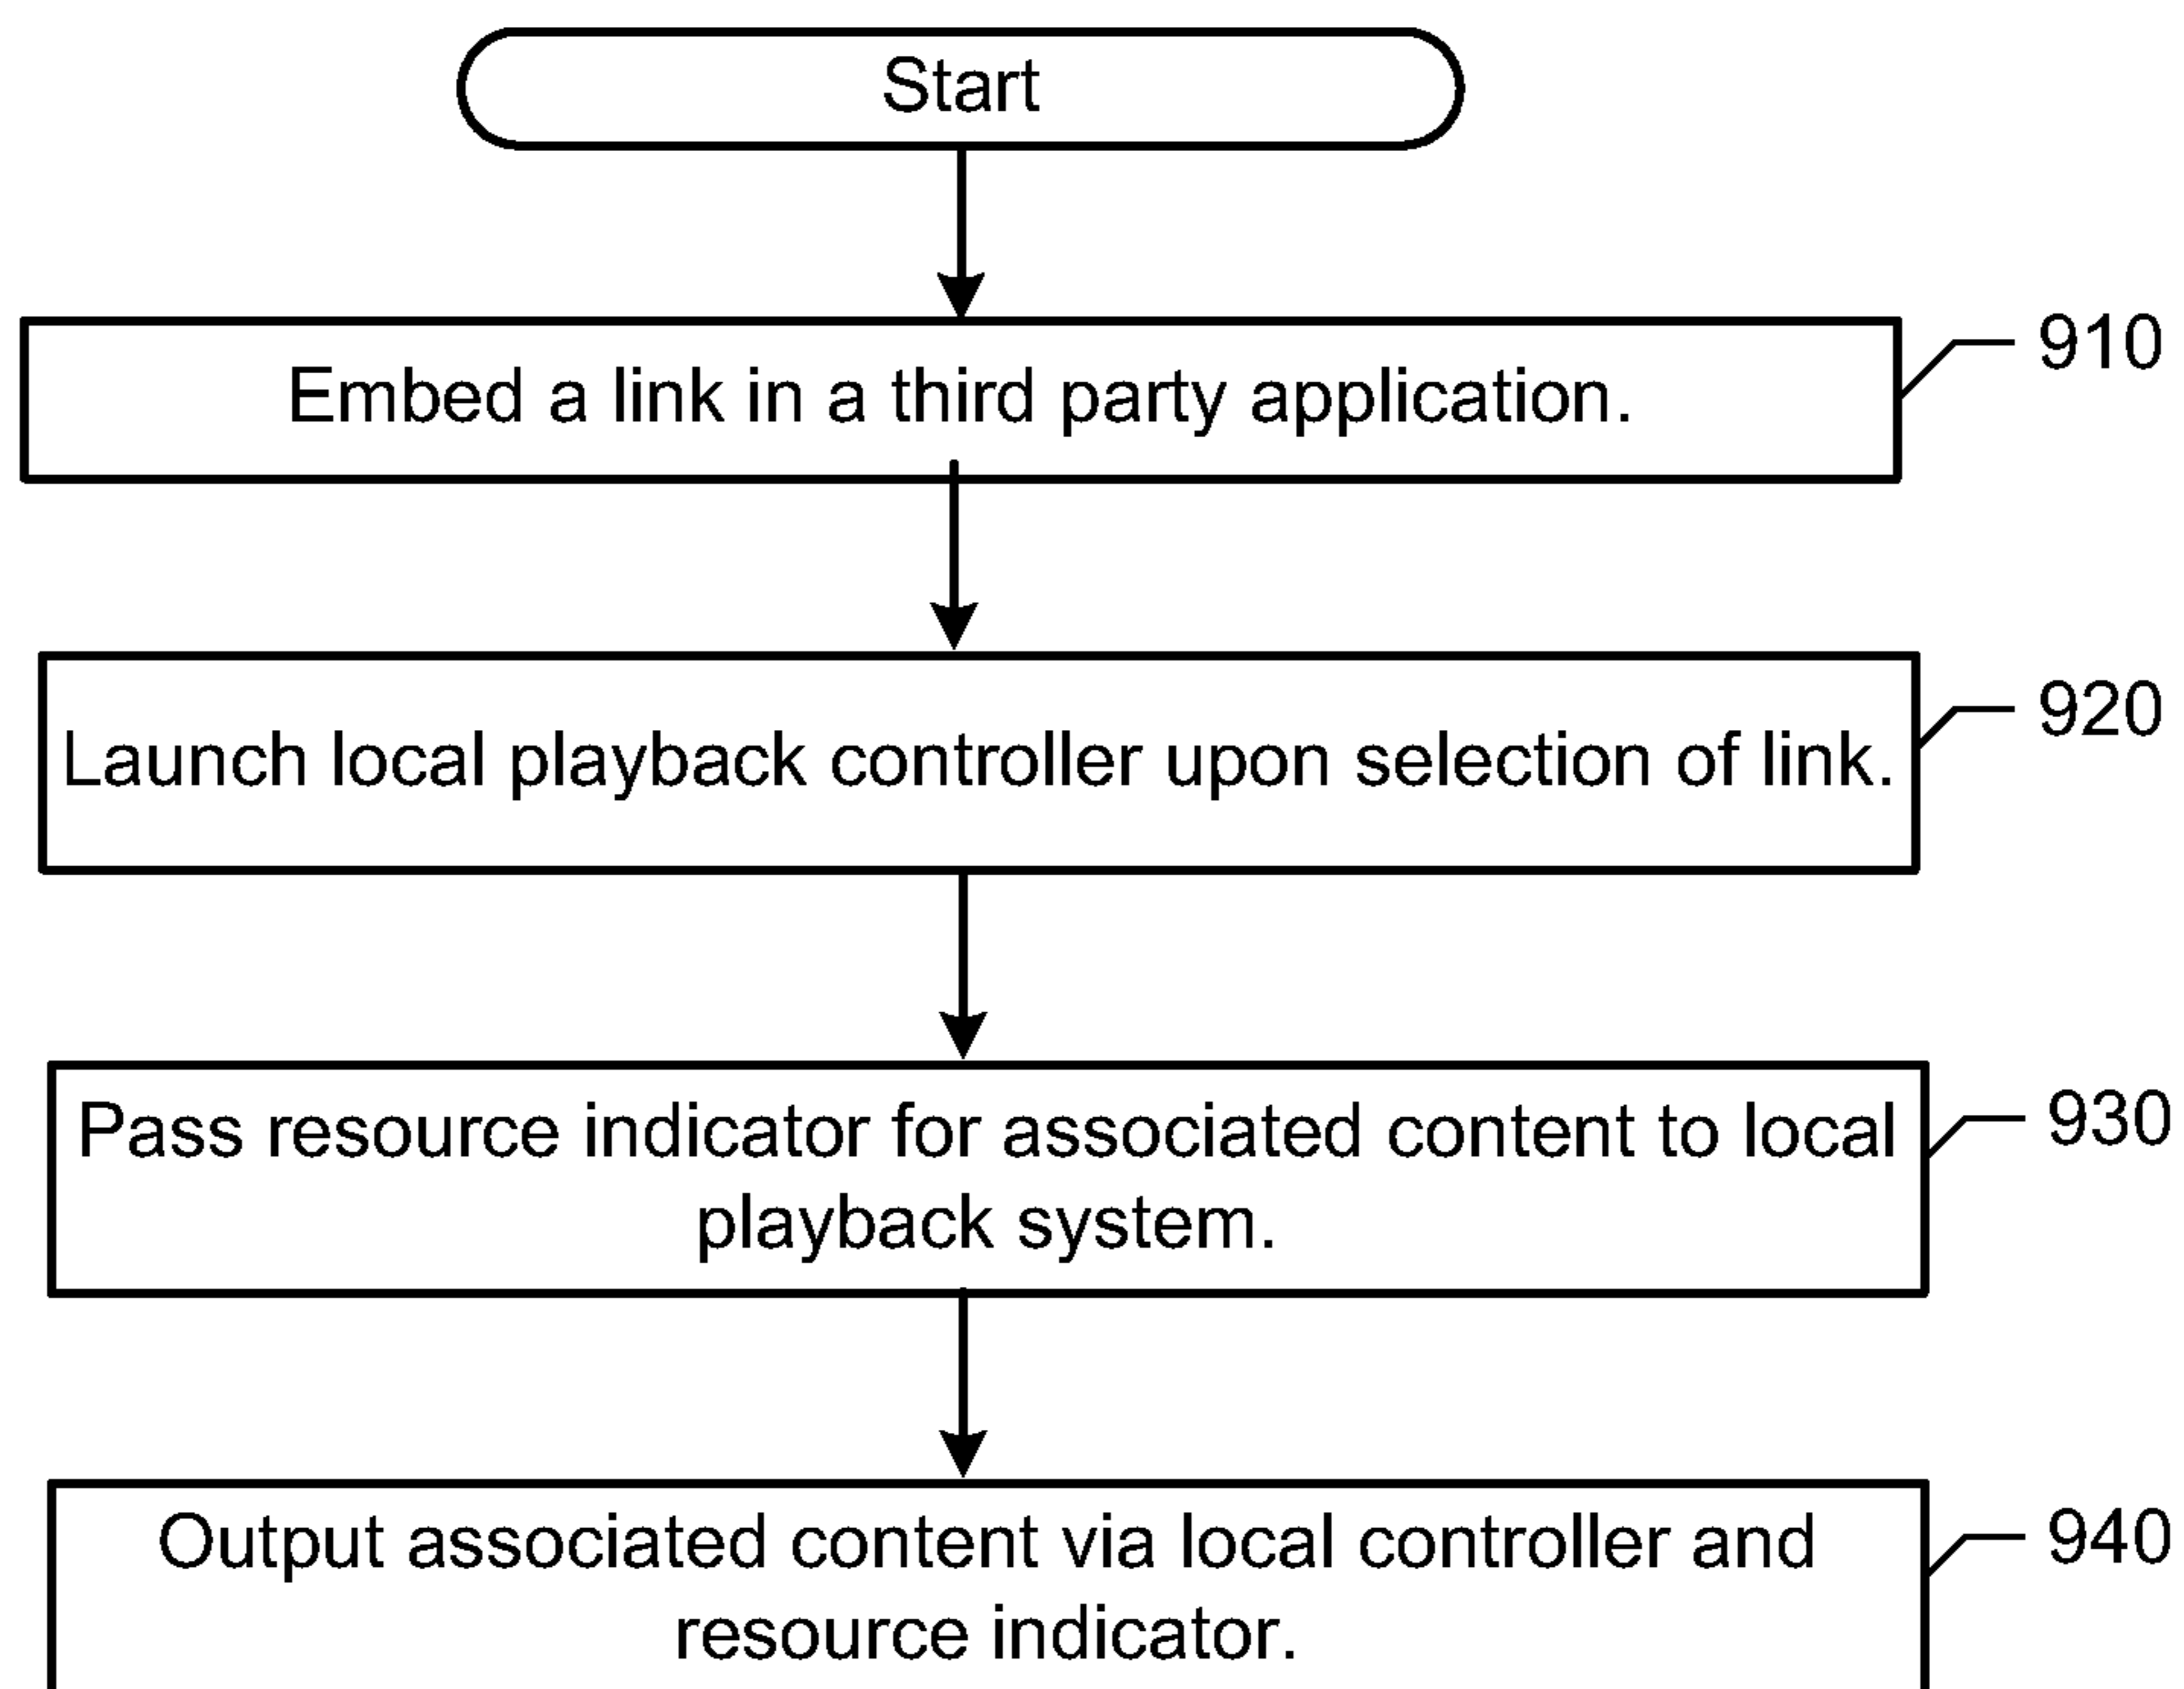 Start
Embed a link in a third party application.
910
Launch local playback controller upon selection of link.
920
Pass resource indicator for associated content to local
playback system.
930
Output associated content via local controller and
resource indicator.
940